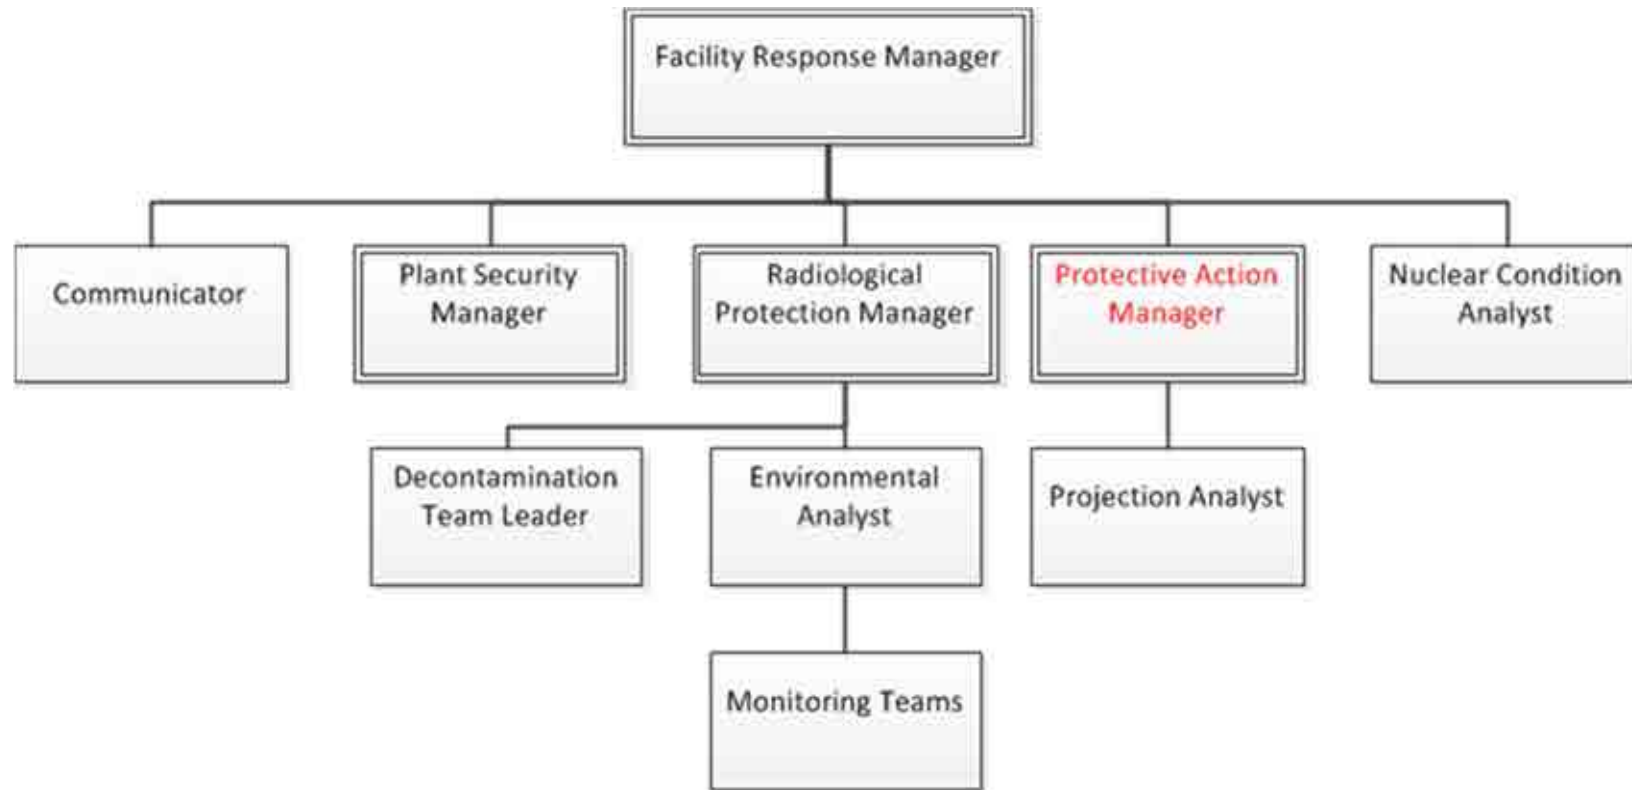 Facility Response Manager
Communicator
Plant Security
Manager
Radiological
Protection Manager
Protective Action
Manager
Nuclear Condition
Analyst
Decontamination
Team Leader
Environmental
Analyst
Projection Analyst
Monitoring Teams